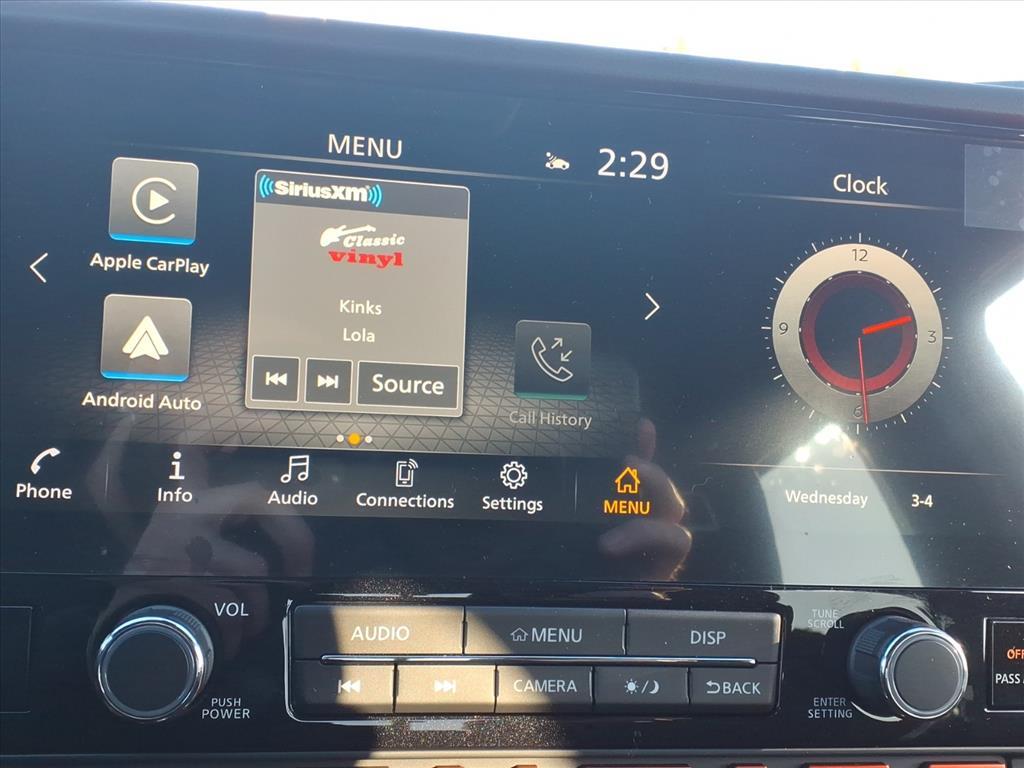 MENU
2:29
Clock
Apple CarPlay
SiriusXM
Classic
vinyl
Kinks
Lola
Source
Android Auto
Call History
12
3
6
9
Phone
Info
Audio
Connections
Settings
MENU
Wednesday
3-4
VOL
PUSH
POWER
AUDIO
MENU
DISP
CAMERA
BACK
TUNE
SCROLL
ENTER
SETTING
OFF
PASS